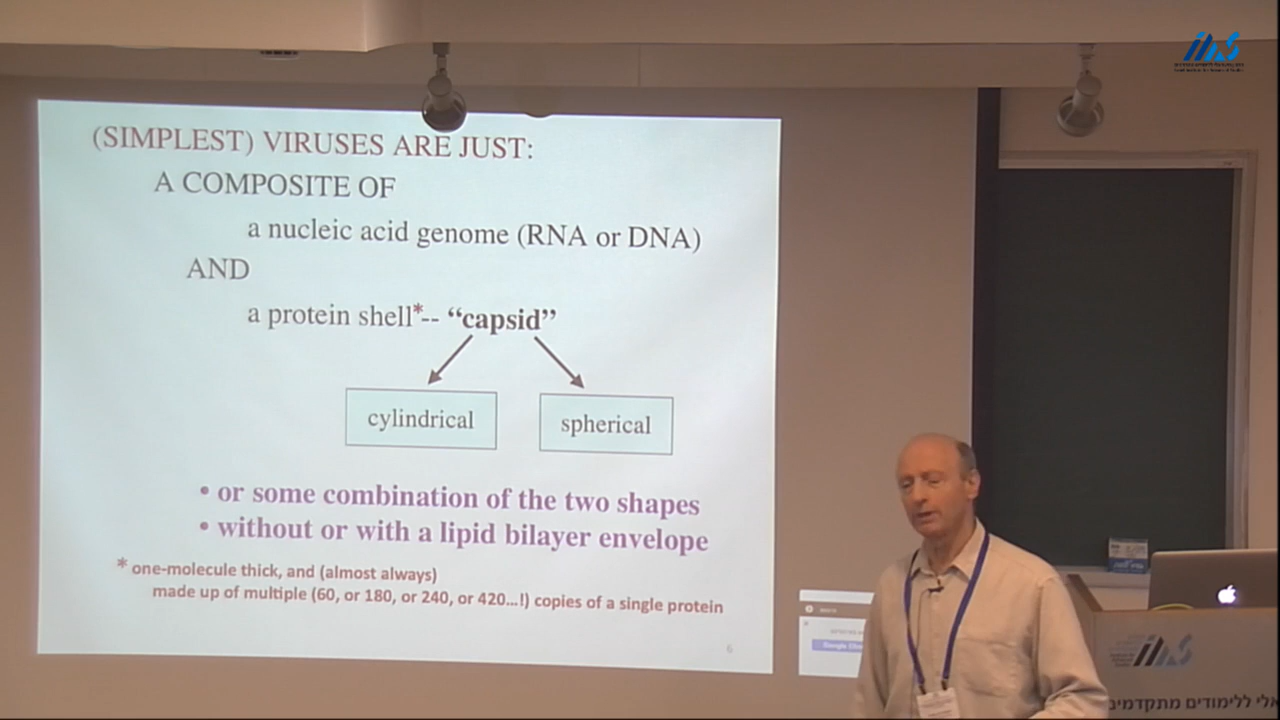 (SIMPLEST) VIRUSES ARE JUST:
A COMPOSITE OF
a nucleic acid genome (RNA or DNA)
AND
a protein shell*-- “capsid”
cylindrical
spherical
• or some combination of the two shapes
• without or with a lipid bilayer envelope
* one-molecule thick, and (almost always)
made up of multiple (60, or 180, or 240, or 420...!) copies of a single protein
6
ללימודים מתקדמים